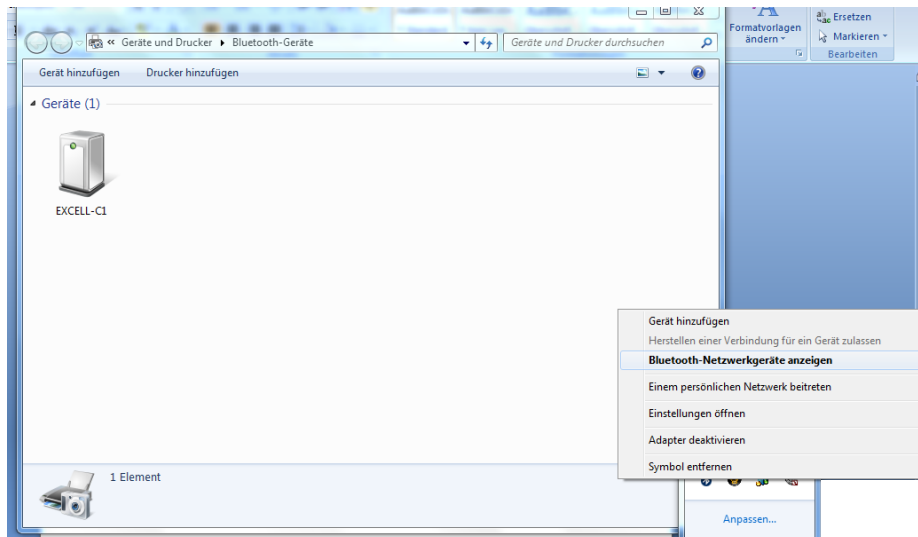 Formatvorlagen
ändern
Ersetzen
Markieren
Bearbeiten
« Geräte und Drucker Bluetooth-Geräte
Geräte und Drucker durchsuchen
Gerät hinzufügen Drucker hinzufügen
Geräte (1)
EXCELL-C1
Gerät hinzufügen
Herstellen einer Verbindung für ein Gerät zulassen
Bluetooth-Netzwerkgeräte anzeigen
Einem persönlichen Netzwerk beitreten
Einstellungen öffnen
Adapter deaktivieren
Symbol entfernen
1 Element
Anpassen...